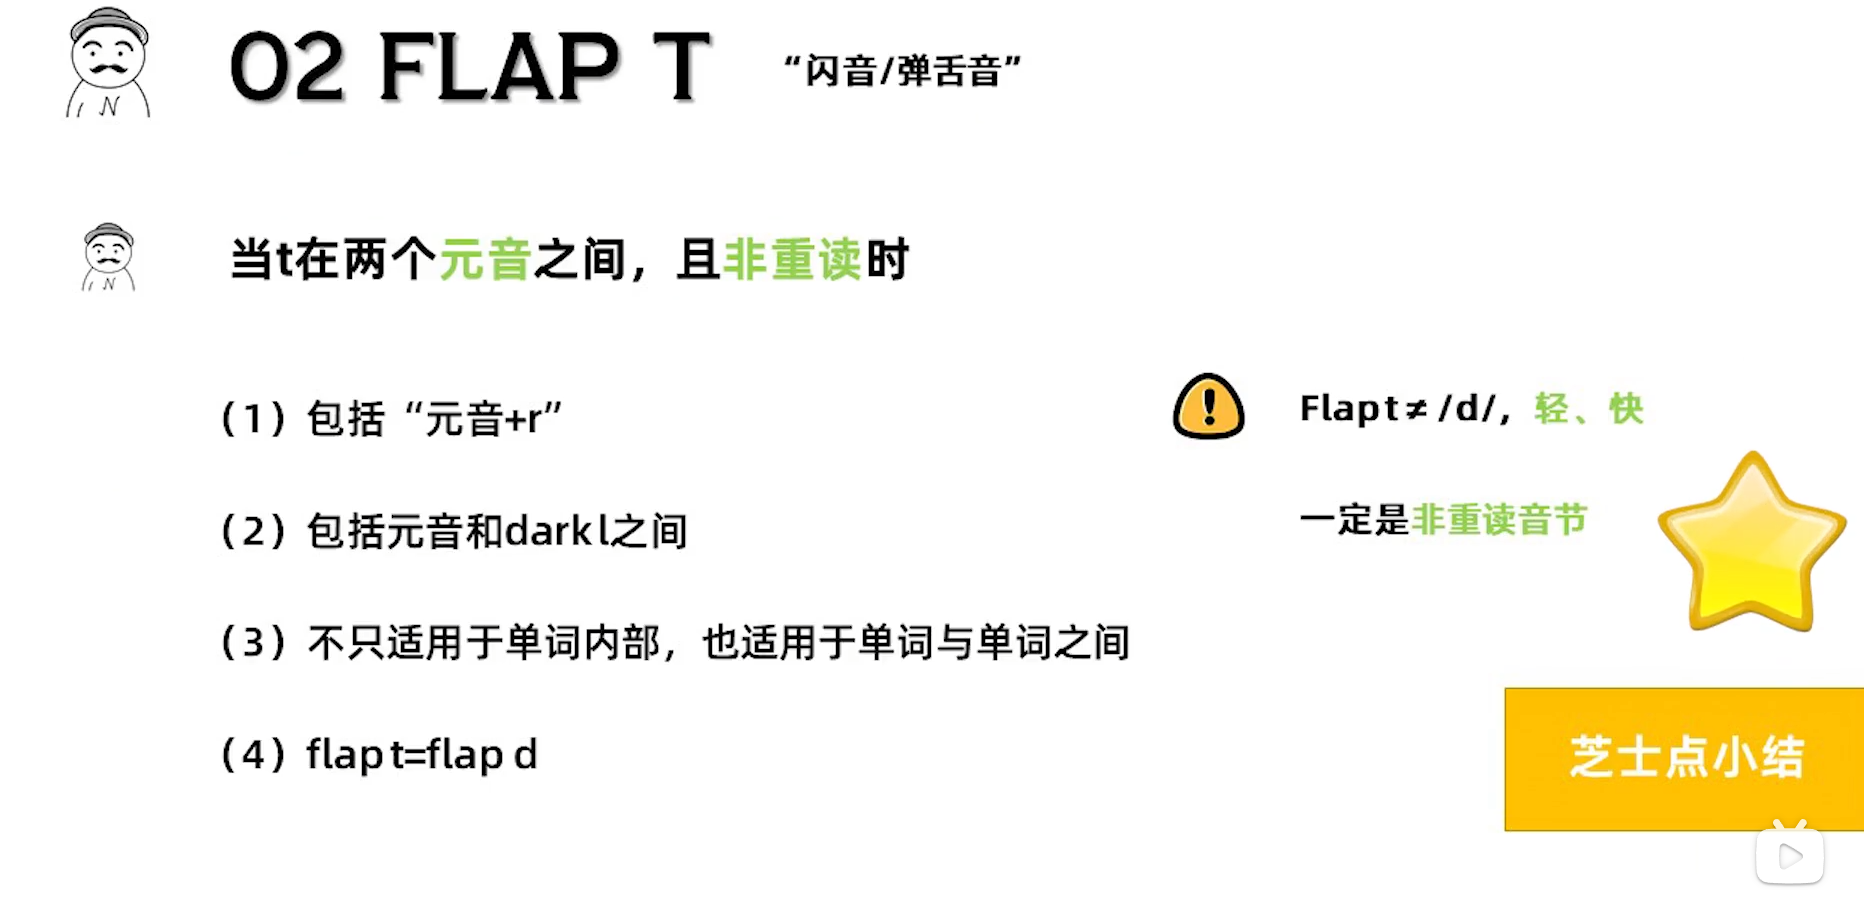 02 FLAP T “闪音/弹舌音”
当t在两个元音之间，且非重读时
（1）包括“元音+r”
（2）包括元音和dark l之间
（3）不只适用于单词内部，也适用于单词与单词之间
（4）flap t=flap d
Flap t ≠ /d/，轻、快
一定是非重读音节
芝士点小结
N
N